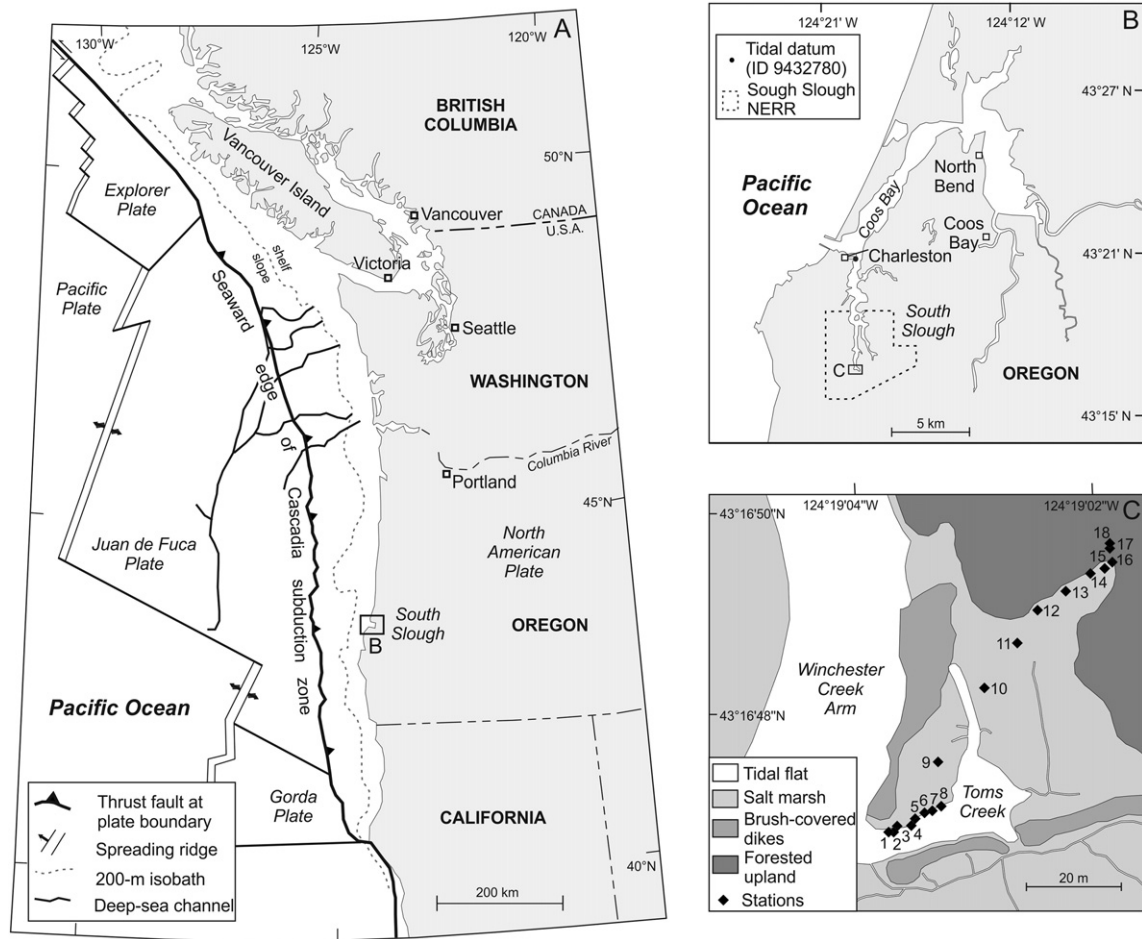 A
130°W
125°W
120°W
BRITISH
COLUMBIA
Vancouver Island
50°N
Explorer
Plate
Vancouver
CANADA
U.S.A.
shelf
slope
Victoria
Pacific
Plate
Seaward edge of Cascadia subduction zone
Seattle
WASHINGTON
Columbia River
Portland
45°N
North
American
Plate
Juan de Fuca
Plate
South
Slough
B
OREGON
Pacific Ocean
Gorda
Plate
CALIFORNIA
40°N
200 km
Thrust fault at
plate boundary
Spreading ridge
200-m isobath
Deep-sea channel
B
124°21'
124°12'
Tidal datum
(ID 9432780)
Sough Slough
NERR
43°27'
North
Bend
Pacific
Ocean
Coos Bay
Coos
Bay
Charleston
43°21'
South
Slough
C
OREGON
43°15'
5 km
C
124°19'04"W
124°19'02"W
43°16'50"N
18
17
15
16
14
13
12
11
Winchester
Creek
Arm
10
43°16'48"N
9
8
7
6
5
Toms
Creek
1
2
3
4
Tidal flat
Salt marsh
Brush-covered
dikes
Forested
upland
Stations
20 m